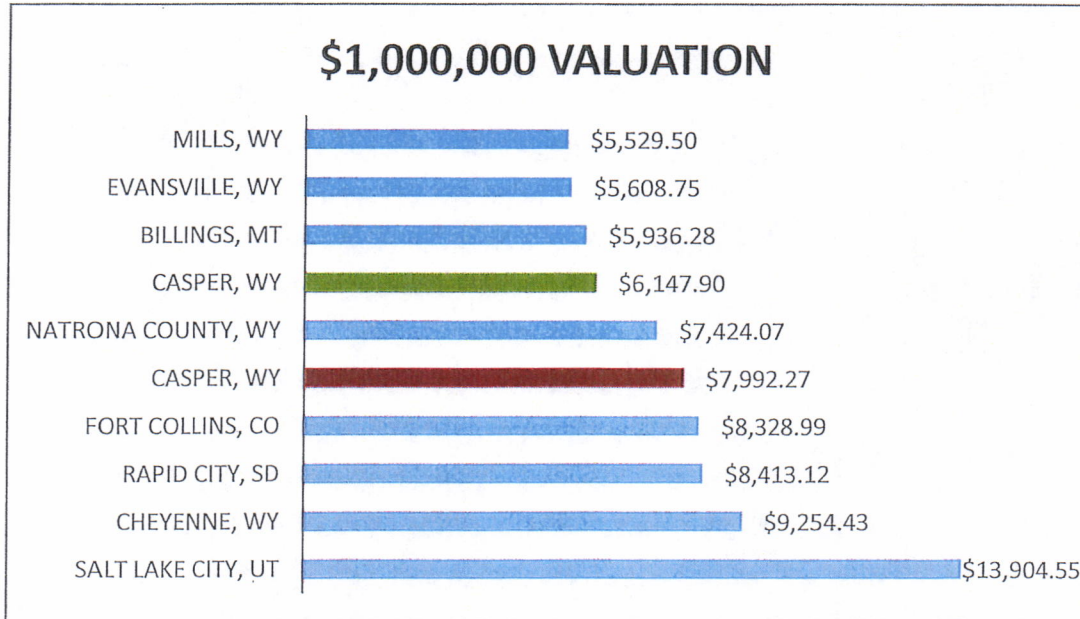 $1,000,000 VALUATION
MILLS, WY $5,529.50
EVANSVILLE, WY $5,608.75
BILLINGS, MT $5,936.28
CASPER, WY $6,147.90
NATRONA COUNTY, WY $7,424.07
CASPER, WY $7,992.27
FORT COLLINS, CO $8,328.99
RAPID CITY, SD $8,413.12
CHEYENNE, WY $9,254.43
SALT LAKE CITY, UT $13,904.55